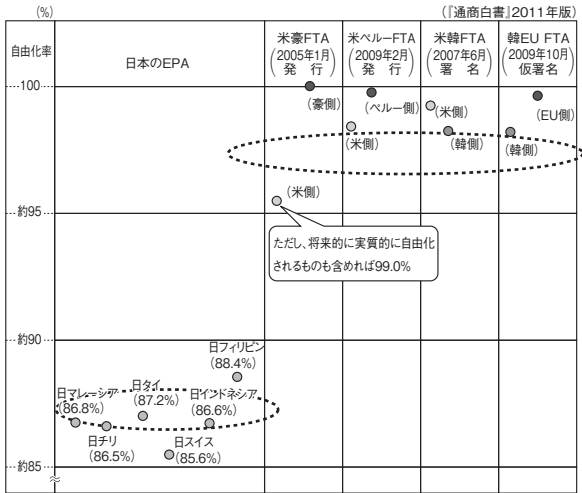 (%)
(『通商白書』2011年版)
自由化率
日本のEPA
米豪FTA
(2005年1月
発 行)
米ペルーFTA
(2009年2月
発 行)
米韓FTA
(2007年6月
署 名)
韓EU FTA
(2009年10月
仮署名)
100
(豪側)
(ペルー側)
(米側)
(EU側)
(米側)
(韓側)
(韓側)
(米側)
約95
ただし、将来的に実質的に自由化
されるものも含めれば99.0%
約90
日フィリピン
(88.4%)
日マレーシア
(86.8%)
日タイ
(87.2%)
日インドネシア
(86.6%)
日チリ
(86.5%)
日スイス
(85.6%)
約85